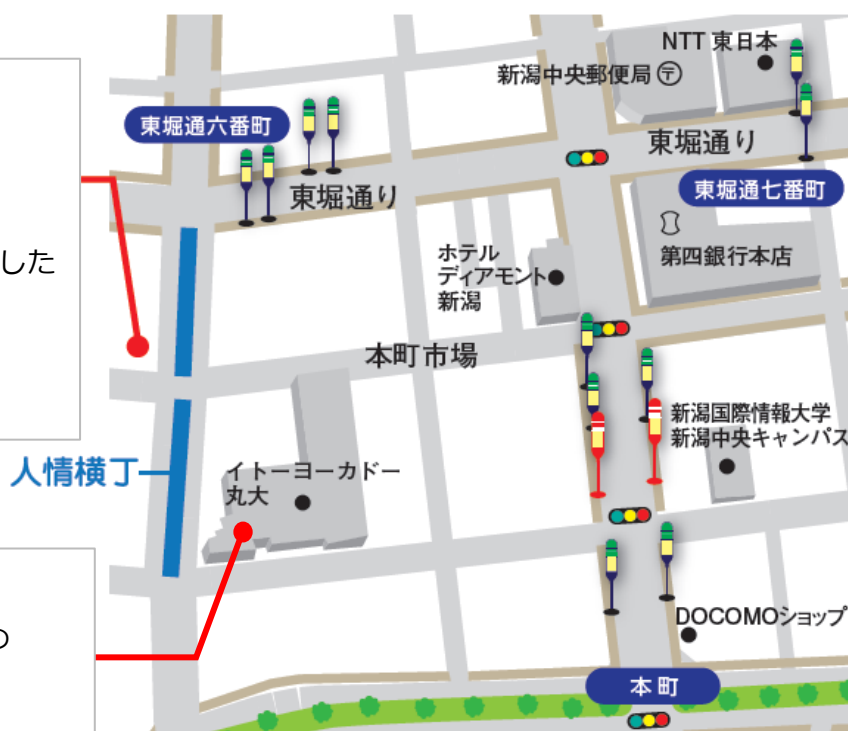 NTT 東日本
新潟中央郵便局 〒
東堀通六番町
東堀通り
東堀通り
東堀通七番町
第四銀行本店
ホテル
ディアモント
新潟
した
本町市場
新潟国際情報大学
新潟中央キャンパス
人情横丁
イトーヨーカドー
丸大
の
DOCOMOショップ
本町